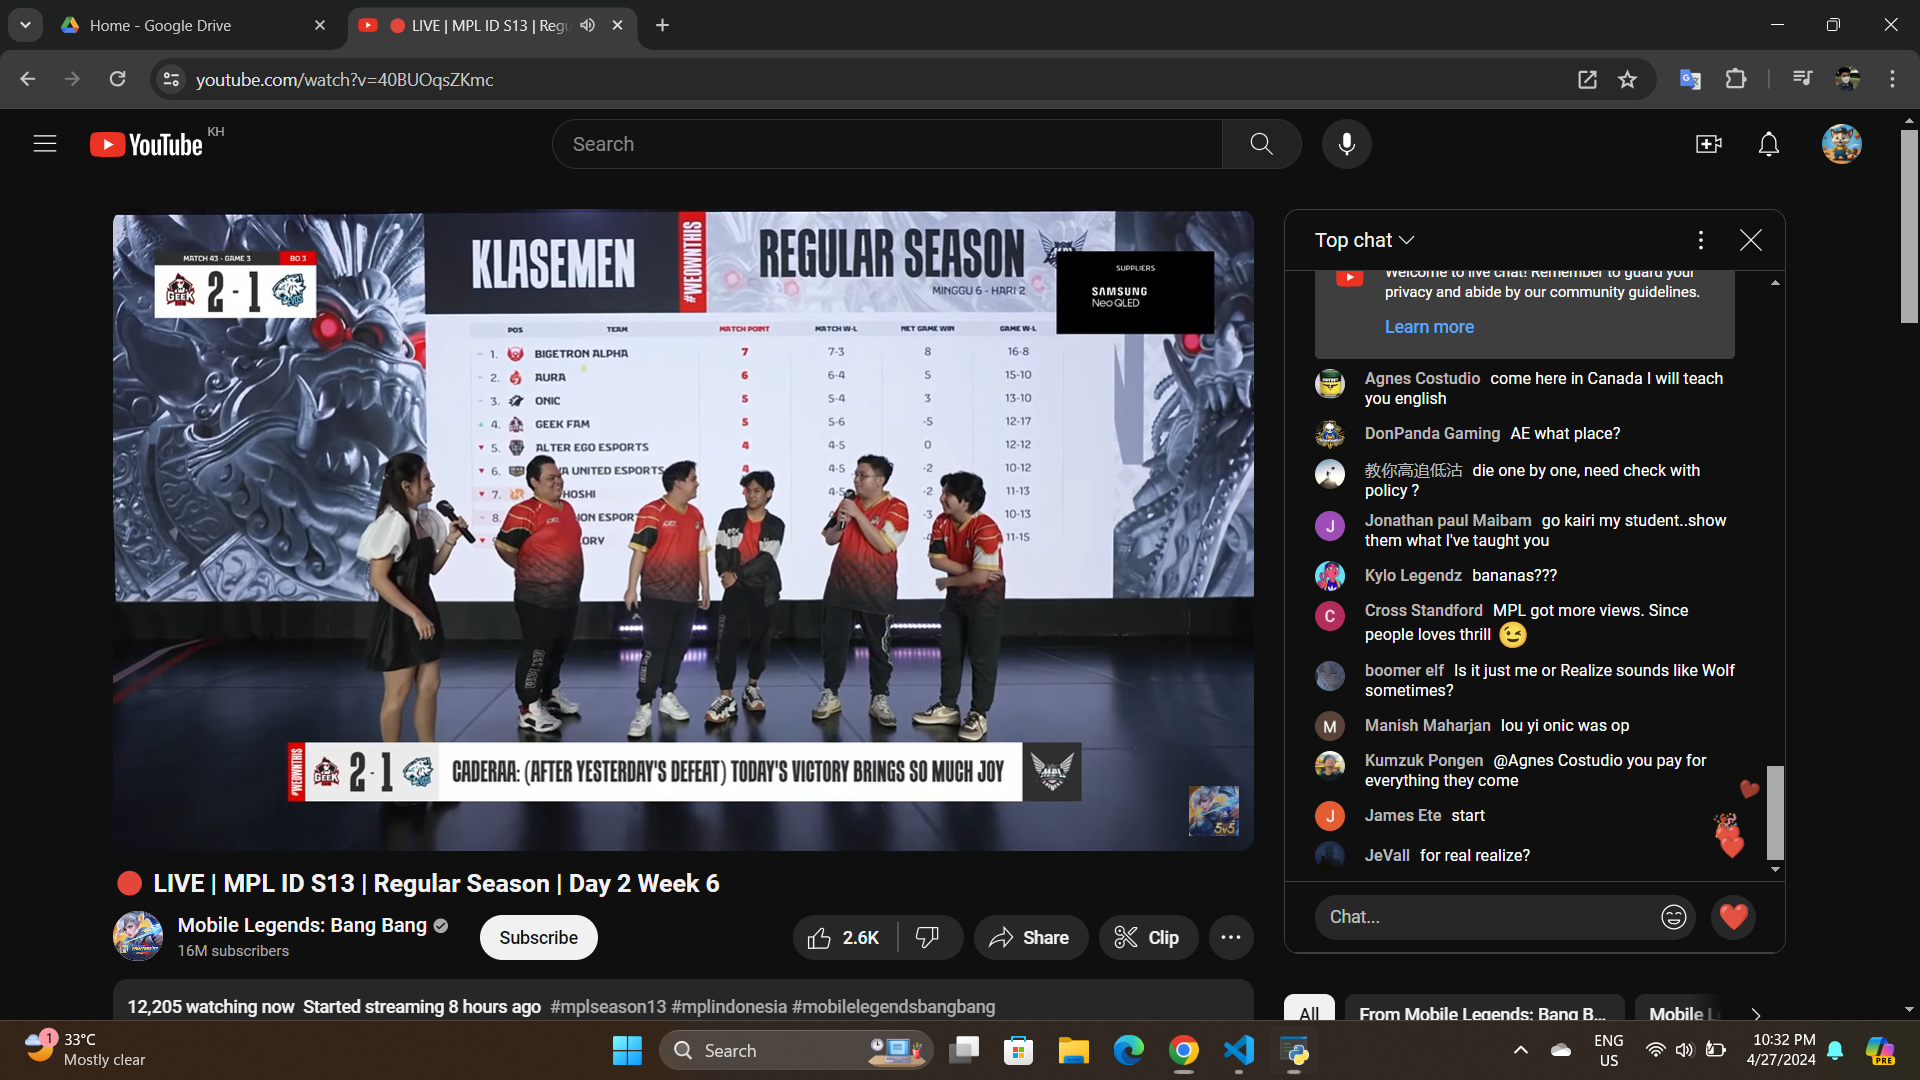 Home - Google Drive
LIVE | MPL ID S13 | Regu
youtube.com/watch?v=40BUOqsZKmc
YouTube KH
Search
MATCH 43 - GAME 3 BO 3
GEEK 2 - 1
KLASEMEN
#WEOWNTHIS
REGULAR SEASON
MINGGU 6 - HARI 2
SUPPLIERS
SAMSUNG
Neo QLED
POS TEAM MATCH POINT MATCH W-L NET GAME WIN GAME W-L
1. BIGETRON ALPHA 7 7-3 8 16-8
2. AURA 6 6-4 5 15-10
3. ONIC 5 5-4 3 13-10
4. GEEK FAM 5 5-6 -5 12-17
5. ALTER EGO ESPORTS 4 4-5 0 12-12
6. UNITED ESPORTS 4 4-5 -2 10-12
7. HOSHI 4-5 -2 11-13
8. -3 10-13
11-15
#WEOWNTHIS
GEEK 2 - 1
CADERAA: (AFTER YESTERDAY'S DEFEAT) TODAY'S VICTORY BRINGS SO MUCH JOY
5v5
LIVE | MPL ID S13 | Regular Season | Day 2 Week 6
Mobile Legends: Bang Bang
16M subscribers
Subscribe
2.6K
Share
Clip
12,205 watching now Started streaming 8 hours ago #mplseason13 #mplindonesia #mobilelegendsbangbang
Top chat
Welcome to live chat! Remember to guard your
privacy and abide by our community guidelines.
Learn more
Agnes Costudio come here in Canada I will teach
you english
DonPanda Gaming AE what place?
教你高追低沽 die one by one, need check with
policy ?
Jonathan paul Maibam go kairi my student..show
them what I've taught you
Kylo Legendz bananas???
Cross Standford MPL got more views. Since
people loves thrill
boomer elf Is it just me or Realize sounds like Wolf
sometimes?
Manish Maharjan lou yi onic was op
Kumzuk Pongen @Agnes Costudio you pay for
everything they come
James Ete start
JeVall for real realize?
Chat...
All
From Mobile Legends: Bang B...
Mobile L
1
33°C
Mostly clear
Search
ENG
US
10:32 PM
4/27/2024
PRE